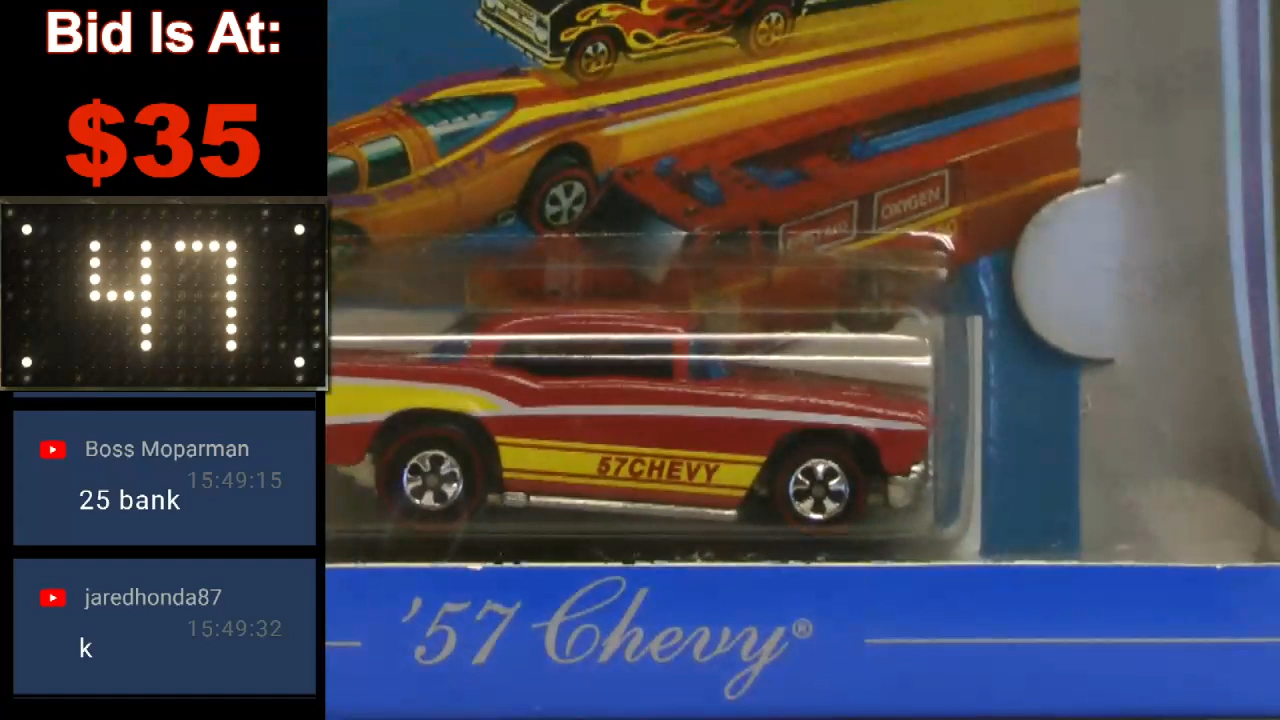 Bid Is At:
$35
47
Boss Moparman
15:49:15
25 bank
jaredhonda87
15:49:32
k
OXYGEN
57CHEVY
'57 Chevy®